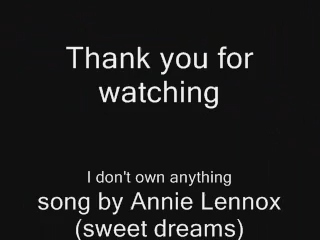 Thank you for
watching
I don't own anything
song by Annie Lennox
(sweet dreams)